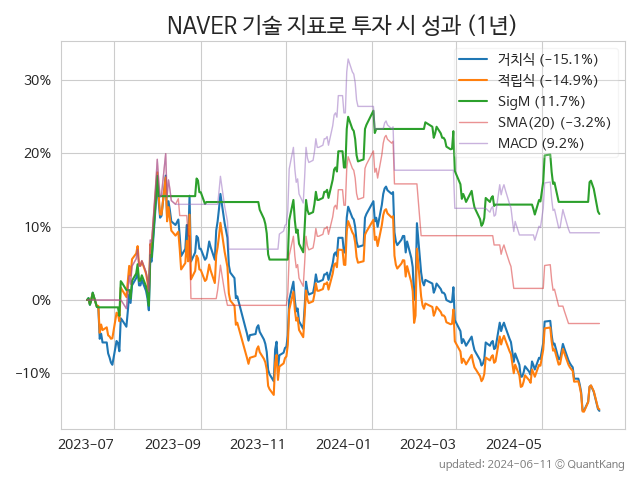 NAVER 기술 지표로 투자 시 성과 (1년)
거치식 (−15.1%)
적립식 (−14.9%)
SigM (11.7%)
SMA(20) (−3.2%)
MACD (9.2%)
30%
20%
10%
0%
−10%
2023-07
2023-09
2023-11
2024-01
2024-03
2024-05
updated: 2024-06-11 © QuantKang